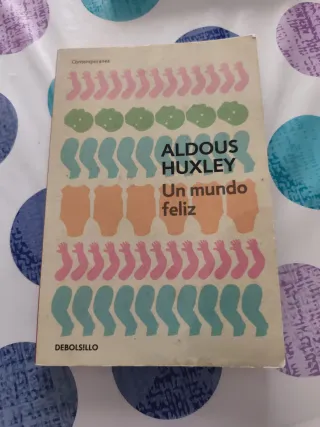 Contemporánea
ALDOUS
HUXLEY
Un mundo
feliz
DEBOLSILLO